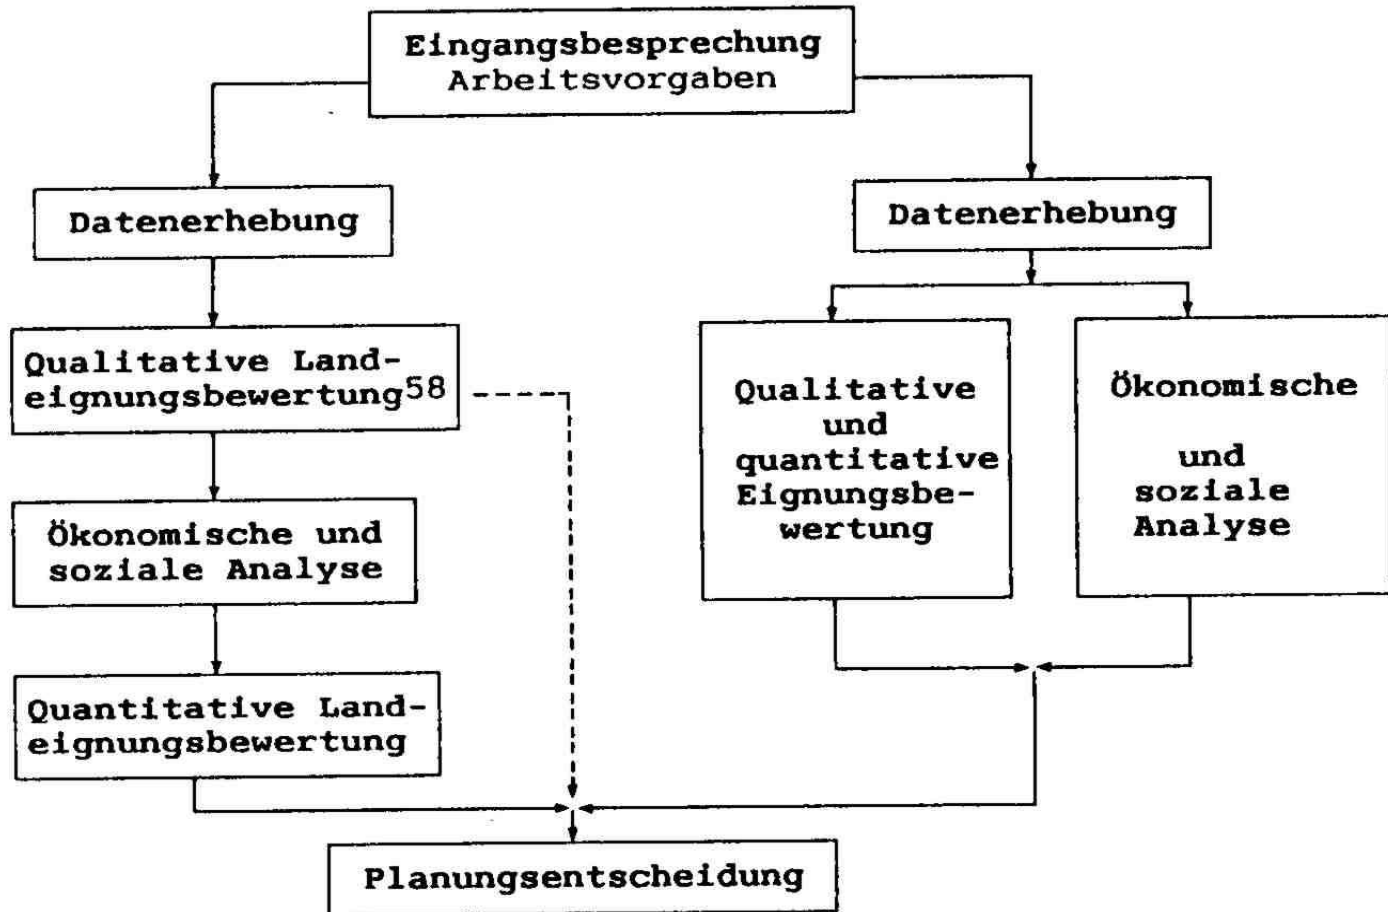 Eingangsbesprechung
Arbeitsvorgaben
Datenerhebung
Qualitative Land-
eignungsbewertung58
Ökonomische und
soziale Analyse
Quantitative Land-
eignungsbewertung
Datenerhebung
Qualitative
und
quantitative
Eignungsbe-
wertung
Ökonomische
und
soziale
Analyse
Planungsentscheidung